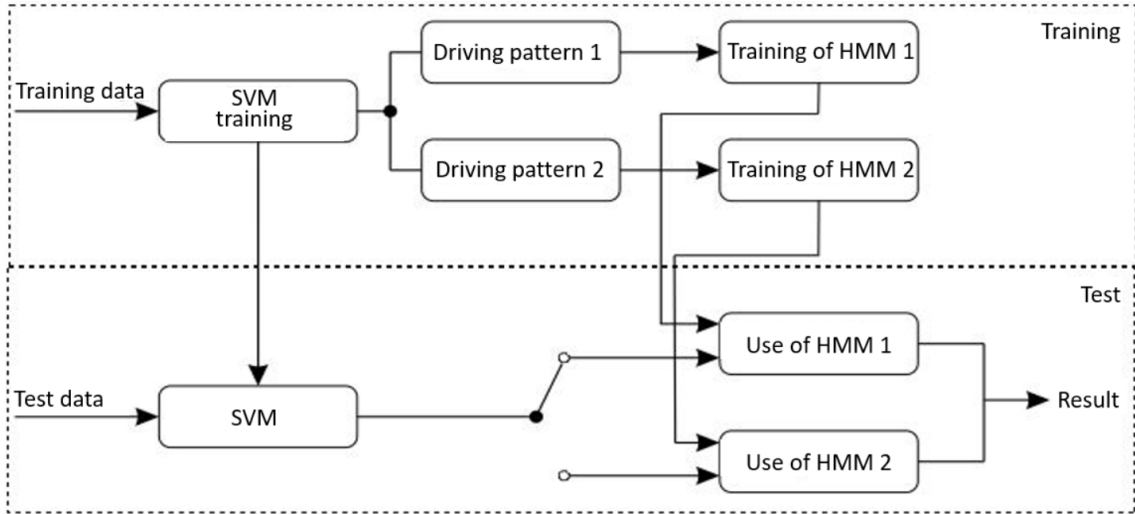 Training
Driving pattern 1
Training of HMM 1
Training data
SVM
training
Driving pattern 2
Training of HMM 2
Test
Use of HMM 1
Test data
SVM
Result
Use of HMM 2